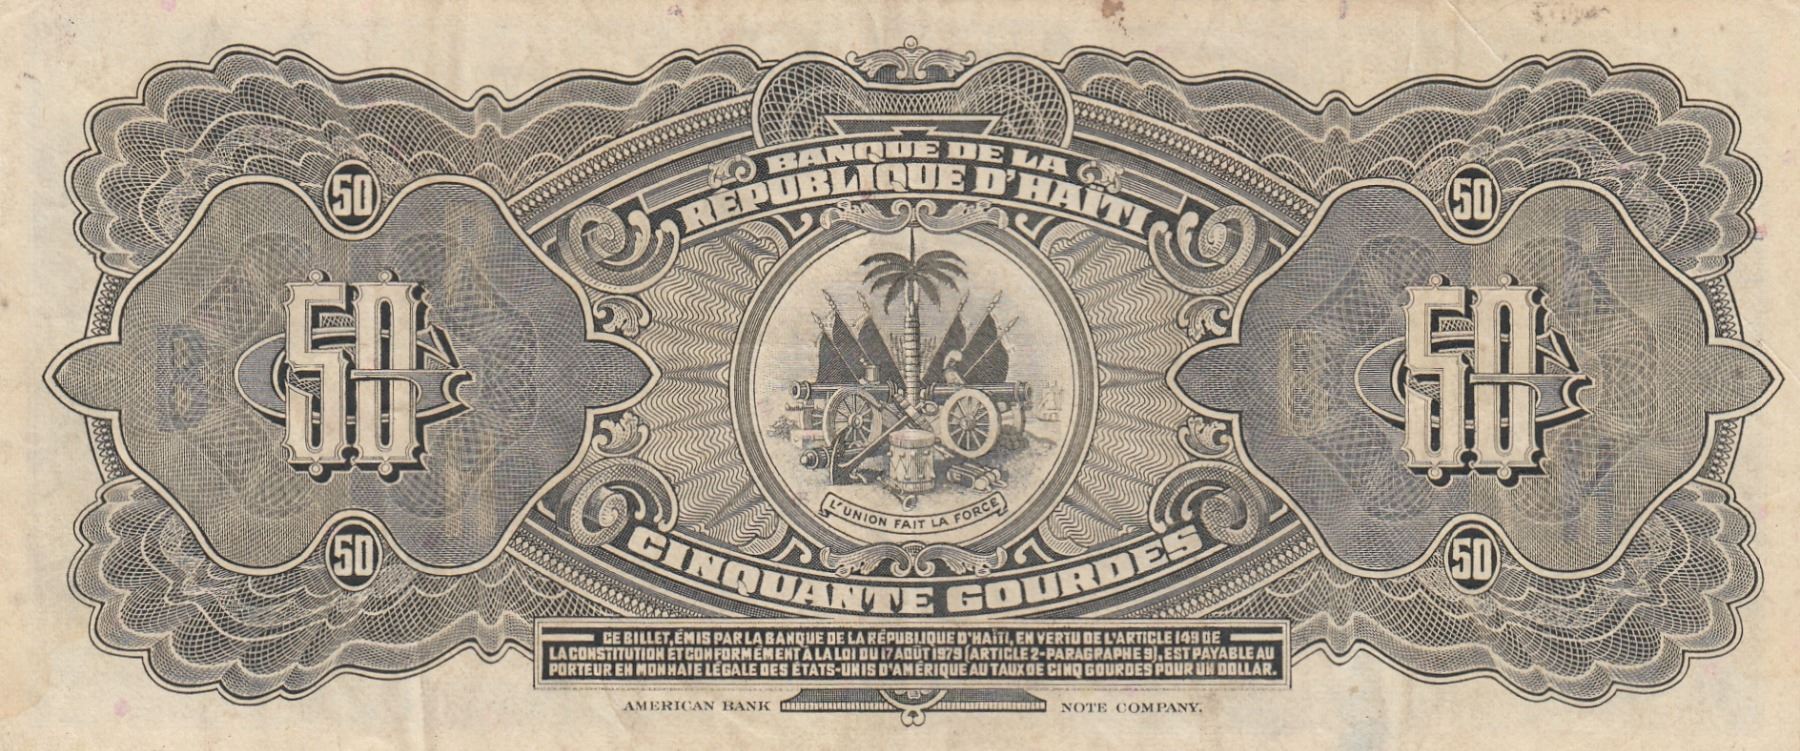 BANQUE DE LA
RÉPUBLIQUE D'HAÏTI
50
50
50
50
B
R
H
B
R
H
L'UNION FAIT LA FORCE
50
50
CINQUANTE GOURDES
CE BILLET, ÉMIS PAR LA BANQUE DE LA RÉPUBLIQUE D'HAÏTI, EN VERTU DE L'ARTICLE 149 DE
LA CONSTITUTION ET CONFORMÉMENT À LA LOI DU 17 AOÛT 1979 (ARTICLE 2-PARAGRAPHE 9), EST PAYABLE AU
PORTEUR EN MONNAIE LÉGALE DES ÉTATS-UNIS D'AMÉRIQUE AU TAUX DE CINQ GOURDES POUR UN DOLLAR.
AMERICAN BANK NOTE COMPANY.